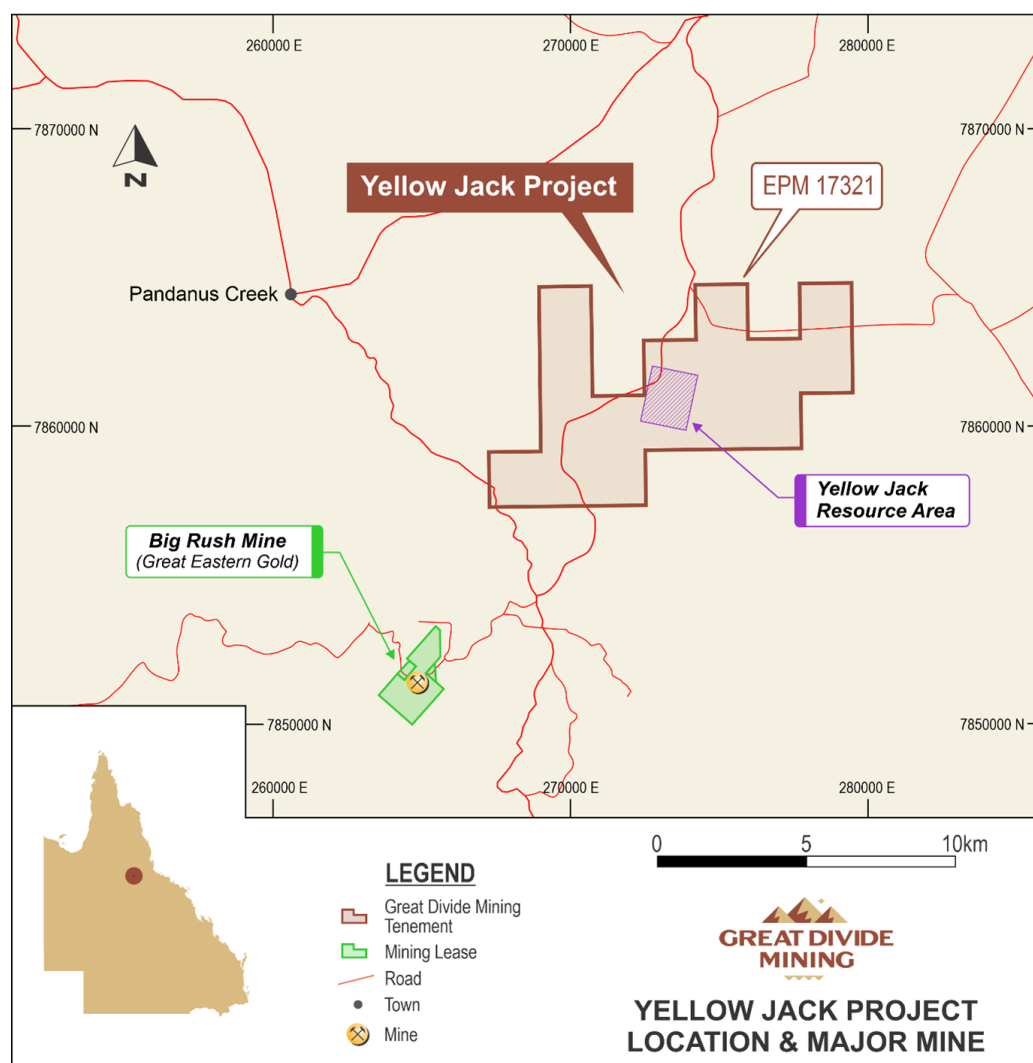 260000 E
270000 E
280000 E
7870000 N
7870000 N
N
Yellow Jack Project
EPM 17321
Pandanus Creek
7860000 N
7860000 N
Yellow Jack
Resource Area
Big Rush Mine
(Great Eastern Gold)
7850000 N
7850000 N
260000 E
270000 E
280000 E
0
5
10km
LEGEND
Great Divide Mining
Tenement
Mining Lease
Road
Town
Mine
GREAT DIVIDE
MINING
YELLOW JACK PROJECT
LOCATION & MAJOR MINE